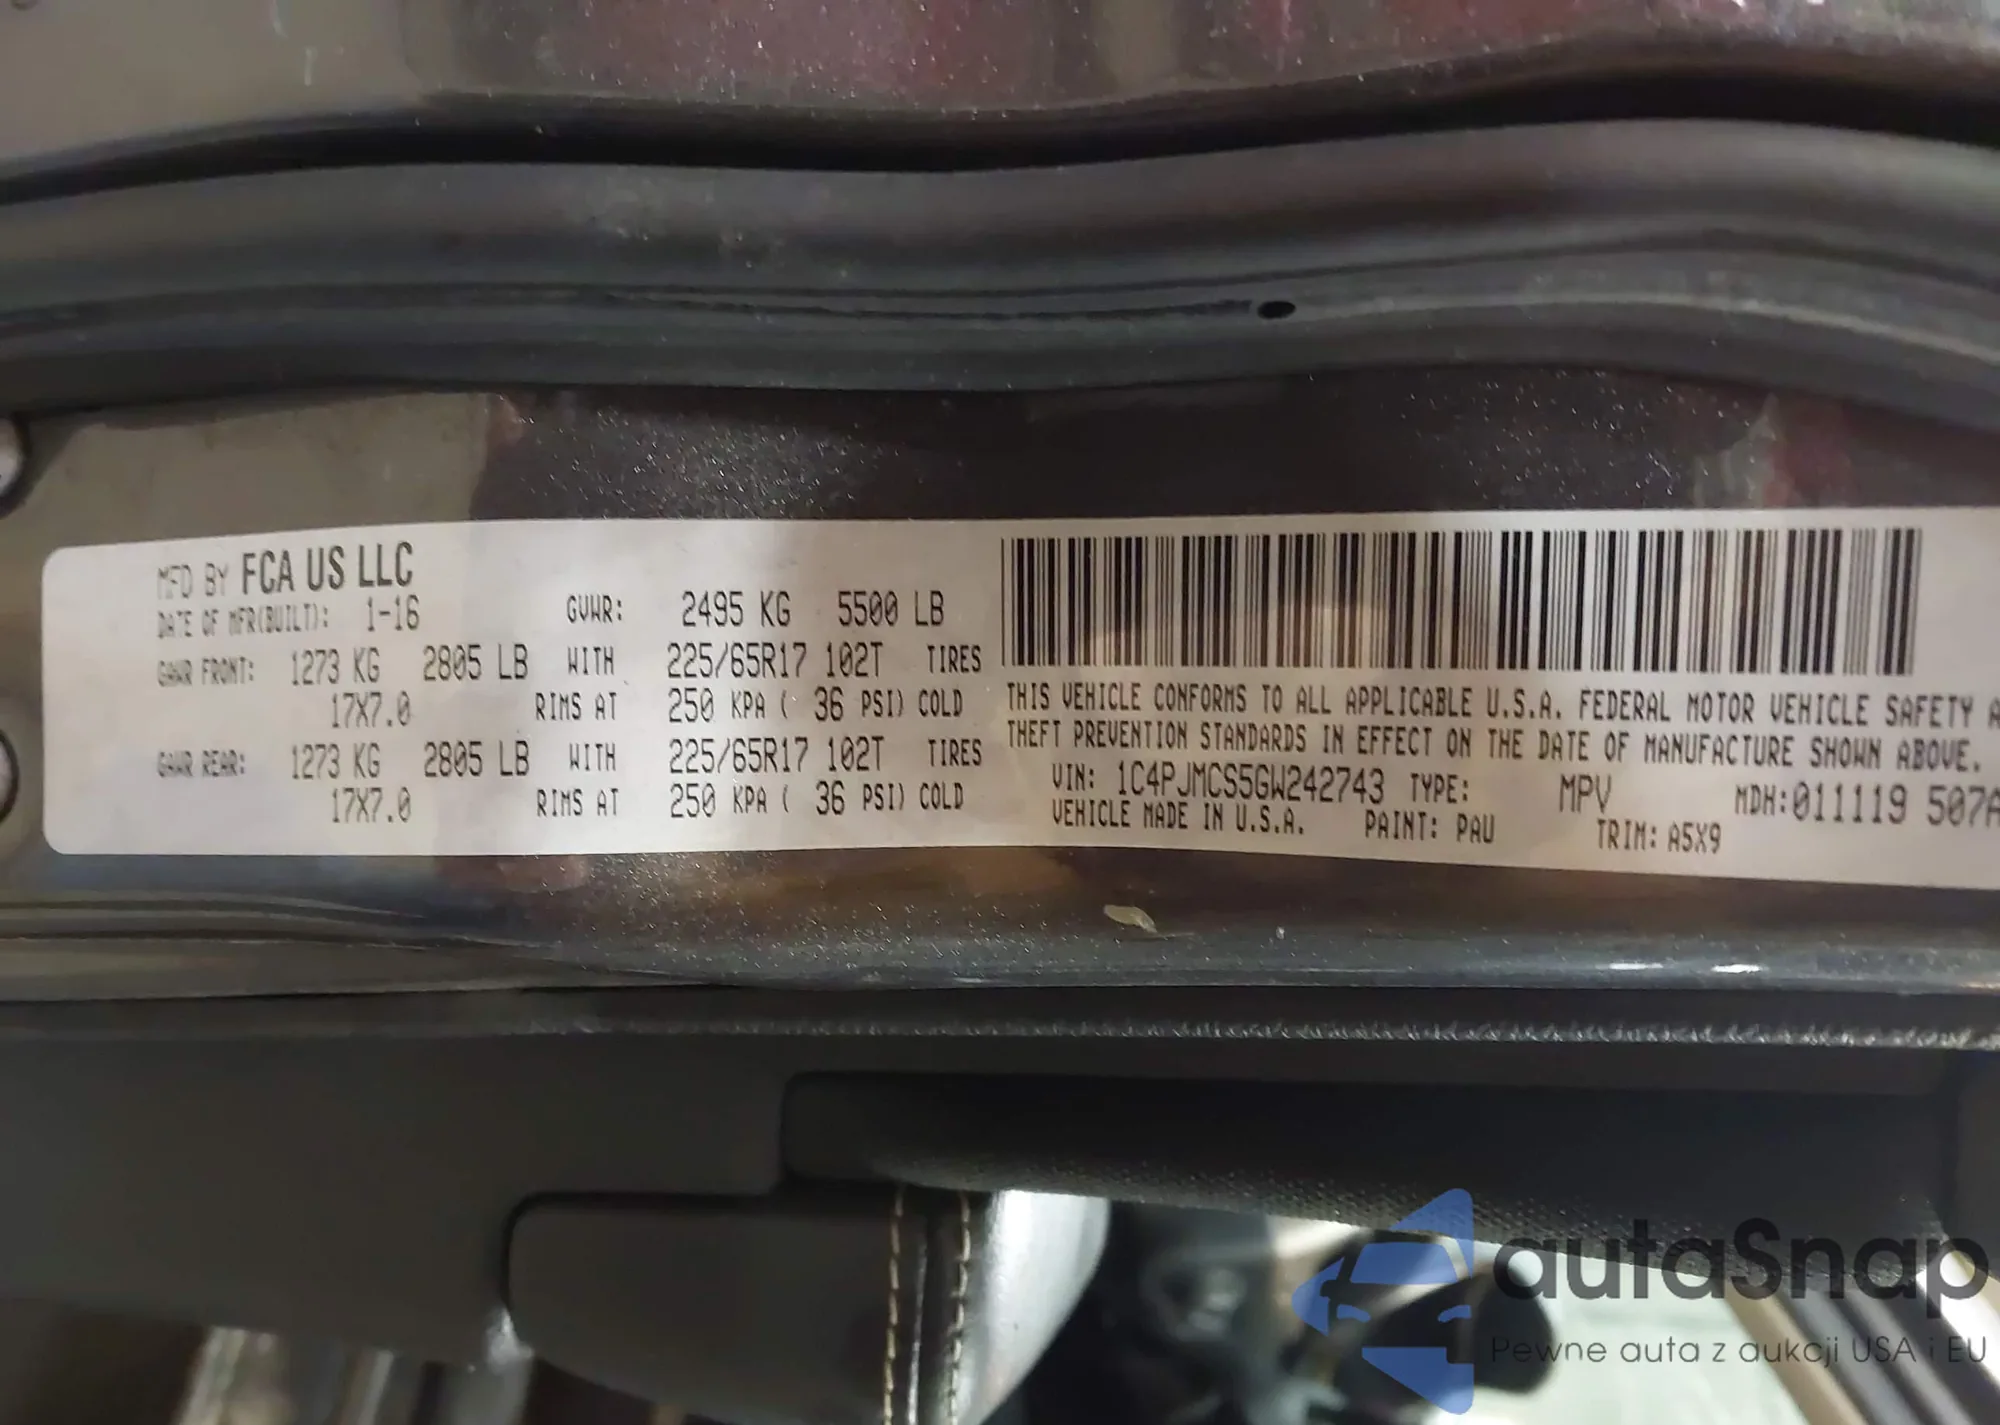 MFD BY FCA US LLC
DATE OF MFR(BUILT): 1-16 GVWR: 2495 KG 5500 LB
GAWR FRONT: 1273 KG 2805 LB WITH 225/65R17 102T TIRES
17X7.0 RIMS AT 250 KPA ( 36 PSI) COLD
GAWR REAR: 1273 KG 2805 LB WITH 225/65R17 102T TIRES
17X7.0 RIMS AT 250 KPA ( 36 PSI) COLD
THIS VEHICLE CONFORMS TO ALL APPLICABLE U.S.A. FEDERAL MOTOR VEHICLE SAFETY A
THEFT PREVENTION STANDARDS IN EFFECT ON THE DATE OF MANUFACTURE SHOWN ABOVE.
VIN: 1C4PJMCS5GW242743 TYPE: MPV MDH:011119 507A
VEHICLE MADE IN U.S.A. PAINT: PAU TRIM: A5X9
autaSnap
Pewne auta z aukcji USA i EU